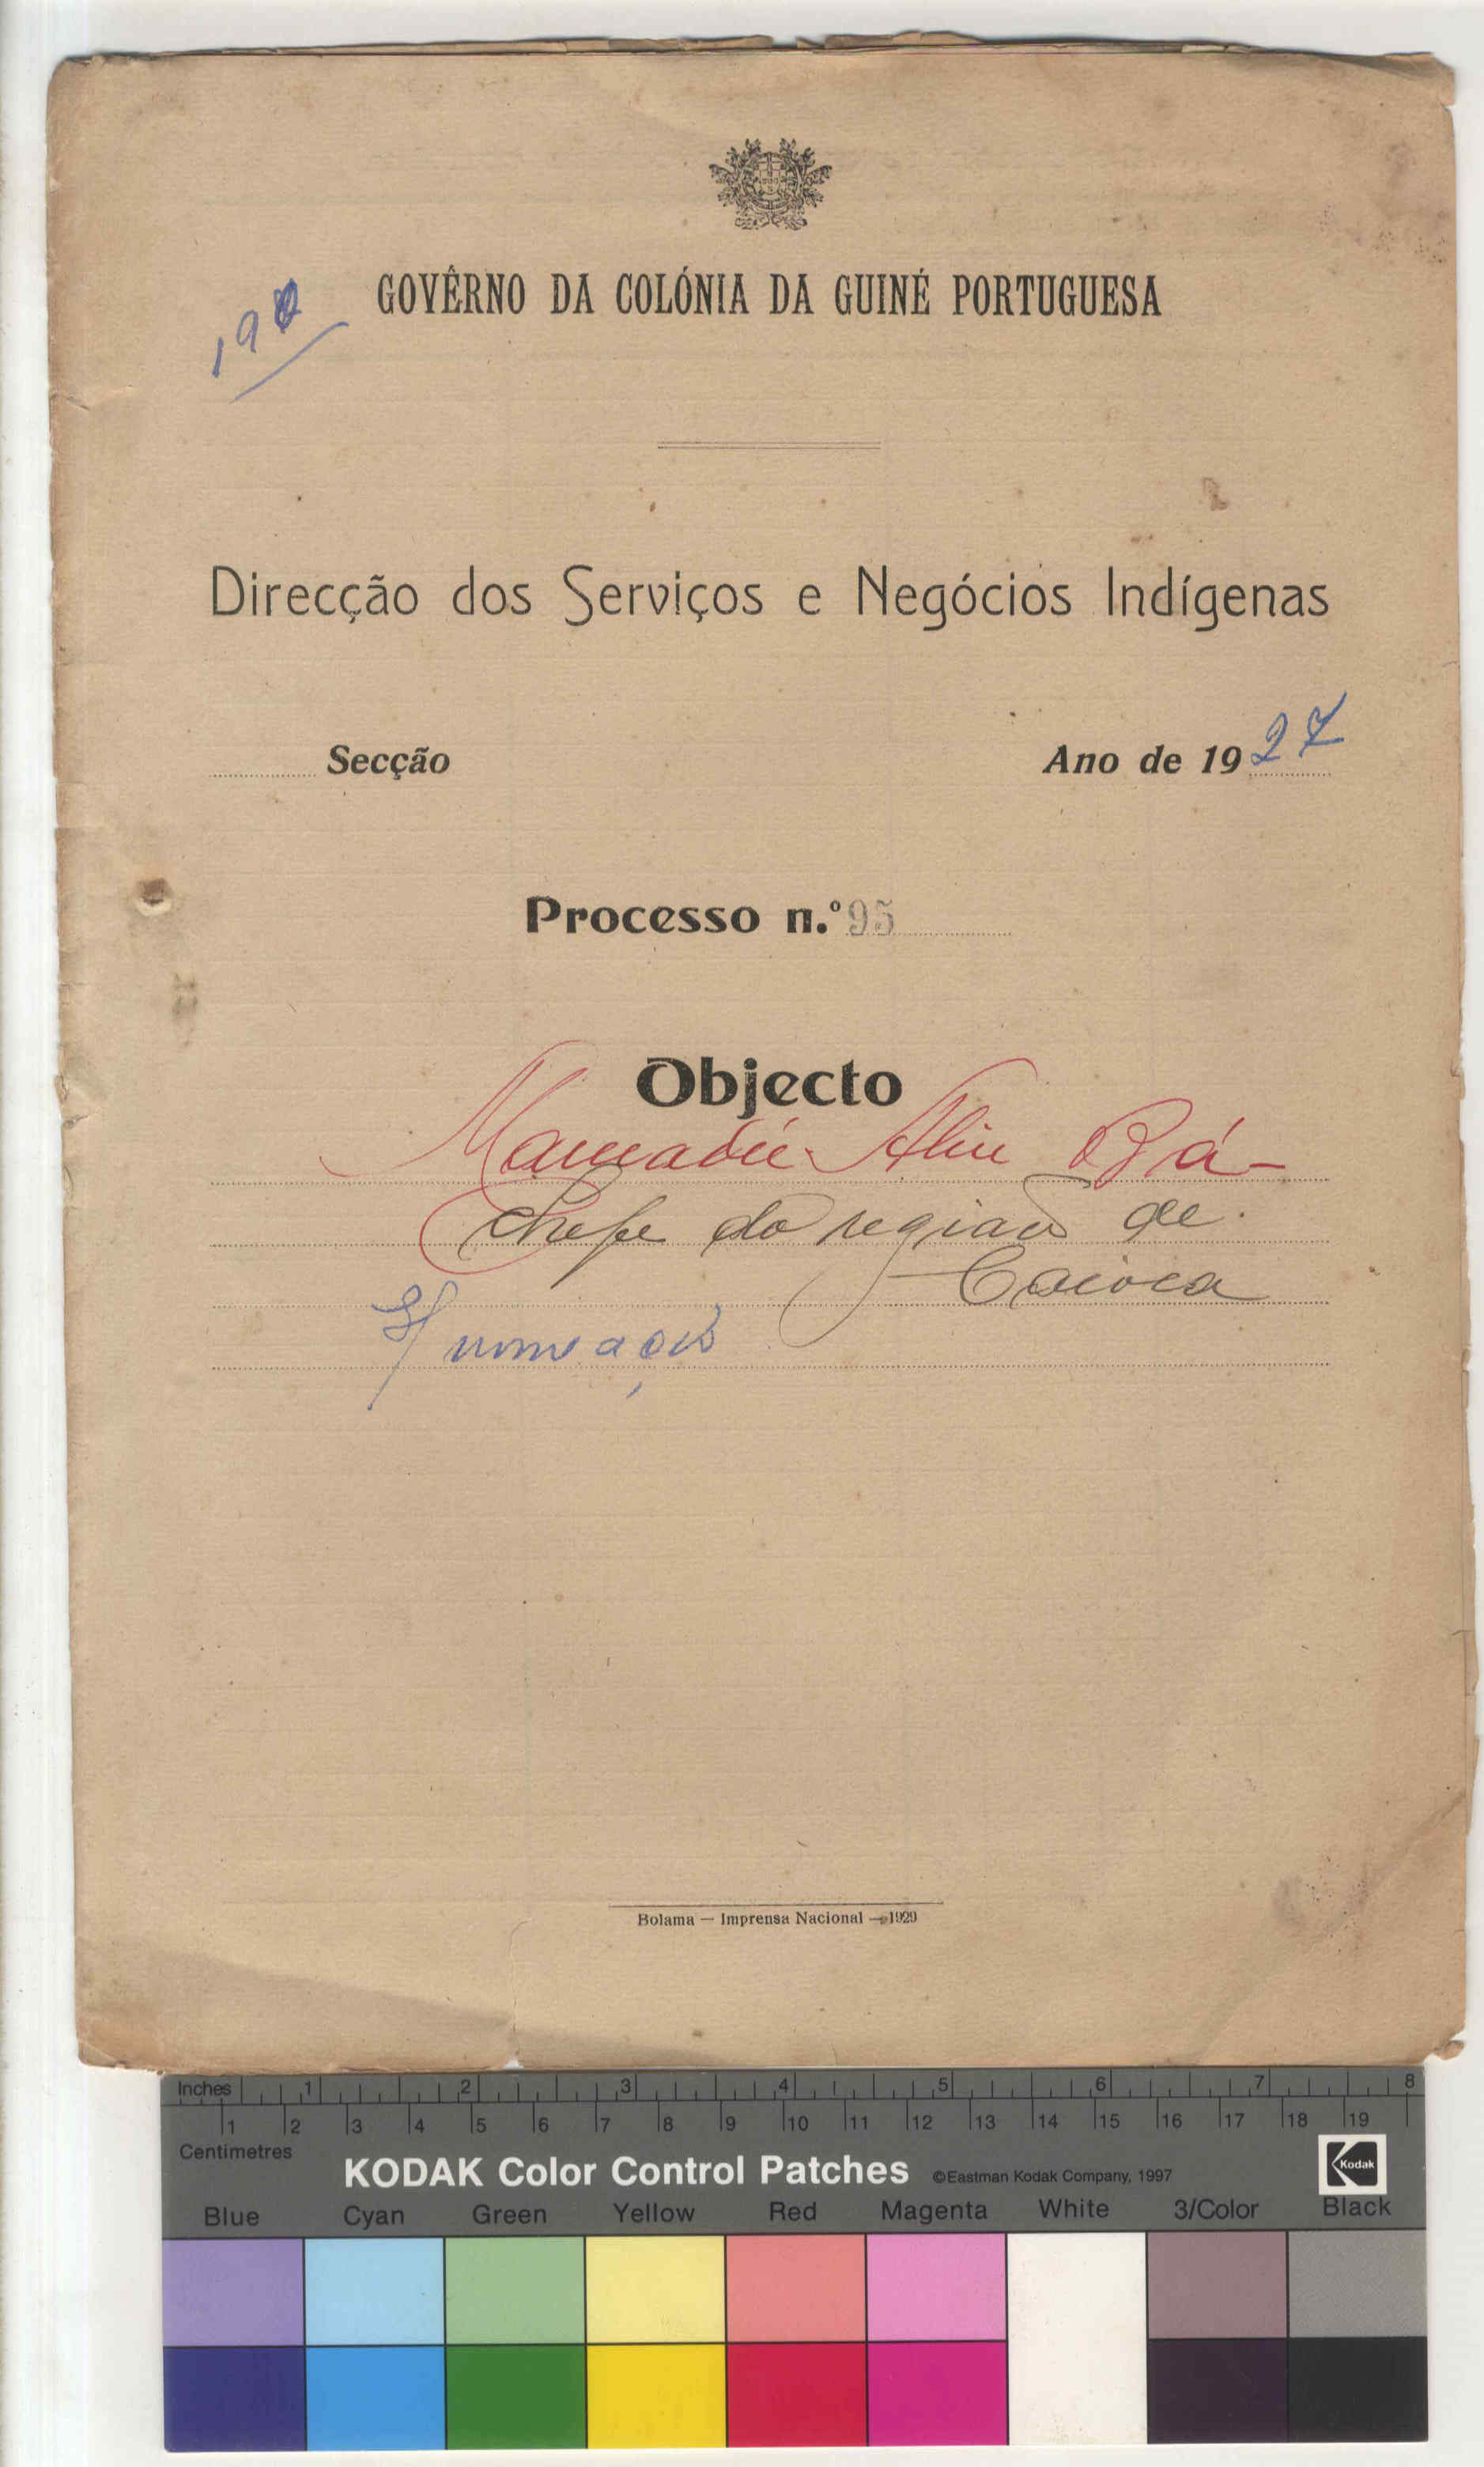 GOVÊRNO DA COLÓNIA DA GUINÉ PORTUGUESA
Direcção dos Serviços e Negócios Indígenas
Secção
Ano de 1927
Processo n.º 95
Objecto
Mamadú Aliu Bá-
chefe do regiado de
S/ nomeação
Bolama — Imprensa Nacional — 1929
Inches 1 2 3 4 5 6 7 8
1 2 3 4 5 6 7 8 9 10 11 12 13 14 15 16 17 18 19
Centimetres
KODAK Color Control Patches ©Eastman Kodak Company, 1997 Kodak
Blue Cyan Green Yellow Red Magenta White 3/Color Black